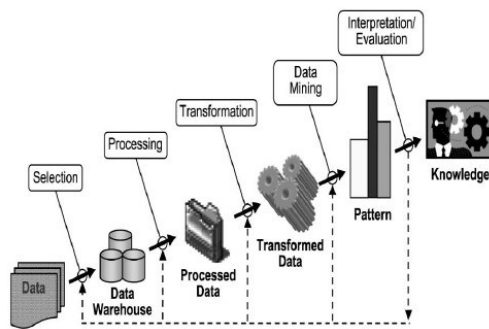 Interpretation/
Evaluation
Data
Mining
Transformation
Processing
Selection
Knowledge
Pattern
Transformed
Data
Processed
Data
Data
Warehouse
Data